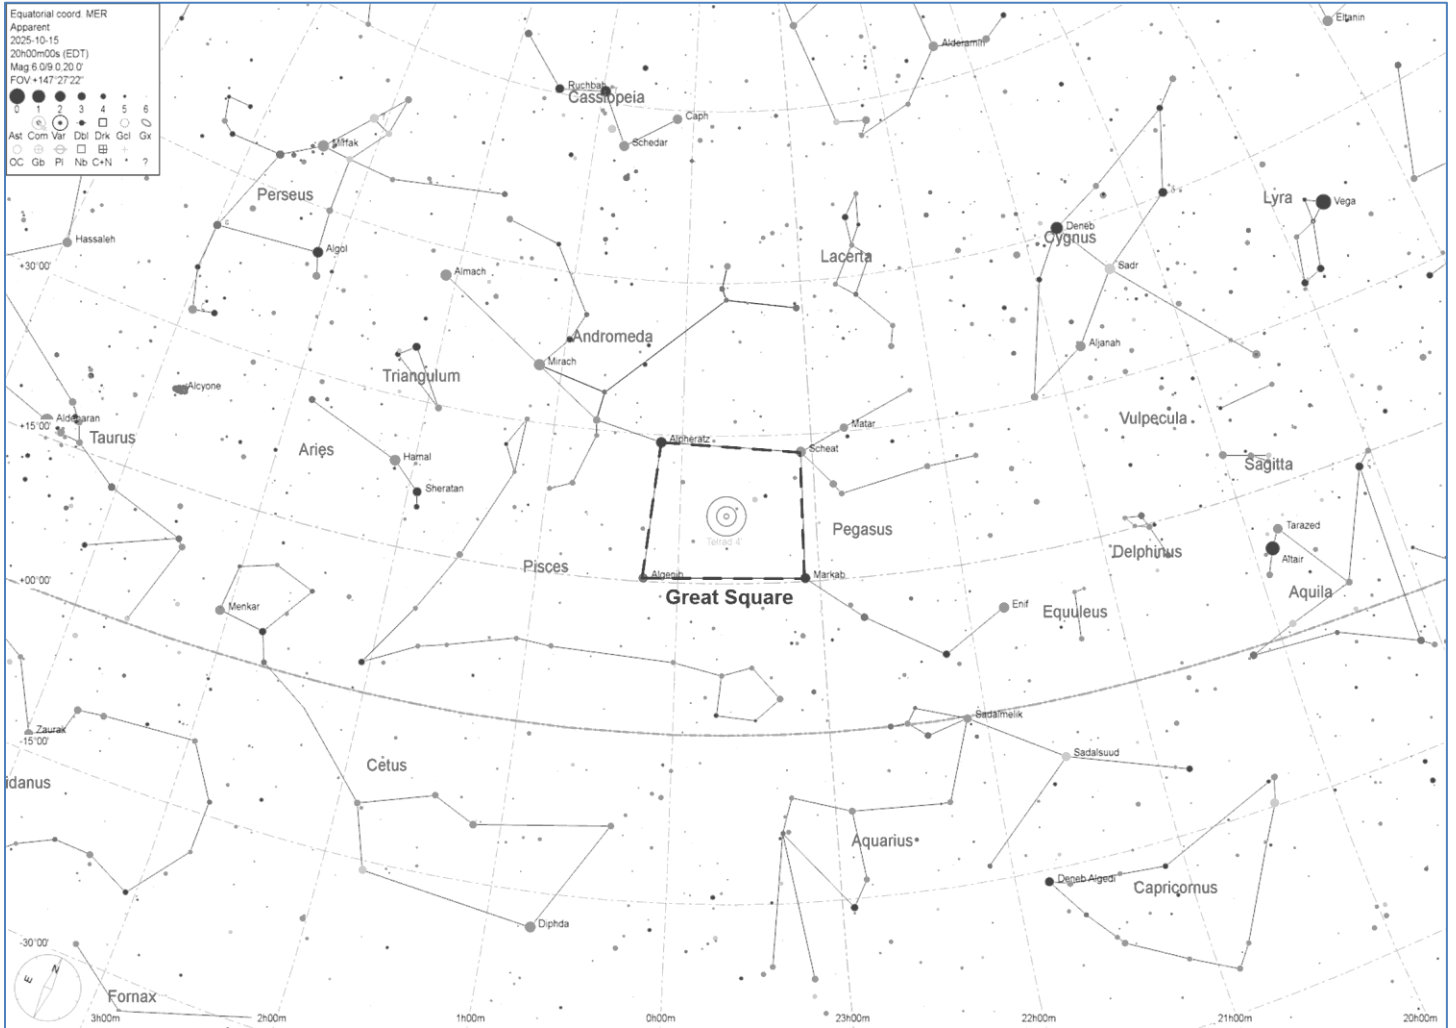 Equatorial coord. MER
Apparent
2025-10-15
20h00m00s (EDT)
Mag:6.0/9.0,20.0'
FOV:+147°27'22"
0 1 2 3 4 5 6
Ast Com Var Dbl Drk Gcl Gx
OC Gb Pl Nb C+N * ?
Eltanin
Alderamin
Ruchbah
Cassiopeia
Caph
Schedar
Mirfak
Perseus
Lyra
Vega
Deneb
Cygnus
Hassaleh
Algol
Lacerta
Sadr
+30°00'
Almach
Andromeda
Aljanah
Mirach
Triangulum
Alcyone
Aldebaran
+15°00'
Taurus
Vulpecula
Matar
Alpheratz
Scheat
Aries
Hamal
Sagitta
Sheratan
Pegasus
Tarazed
Telrad 4°
Delphinus
Altair
Pisces
+00°00'
Algenib
Markab
Great Square
Aquila
Menkar
Enif
Equuleus
Sadalmelik
Zaurak
-15°00'
Sadalsuud
Cetus
idanus
Aquarius
Deneb Algedi
Capricornus
Diphda
-30°00'
E
N
Fornax
3h00m 2h00m 1h00m 0h00m 23h00m 22h00m 21h00m 20h00m